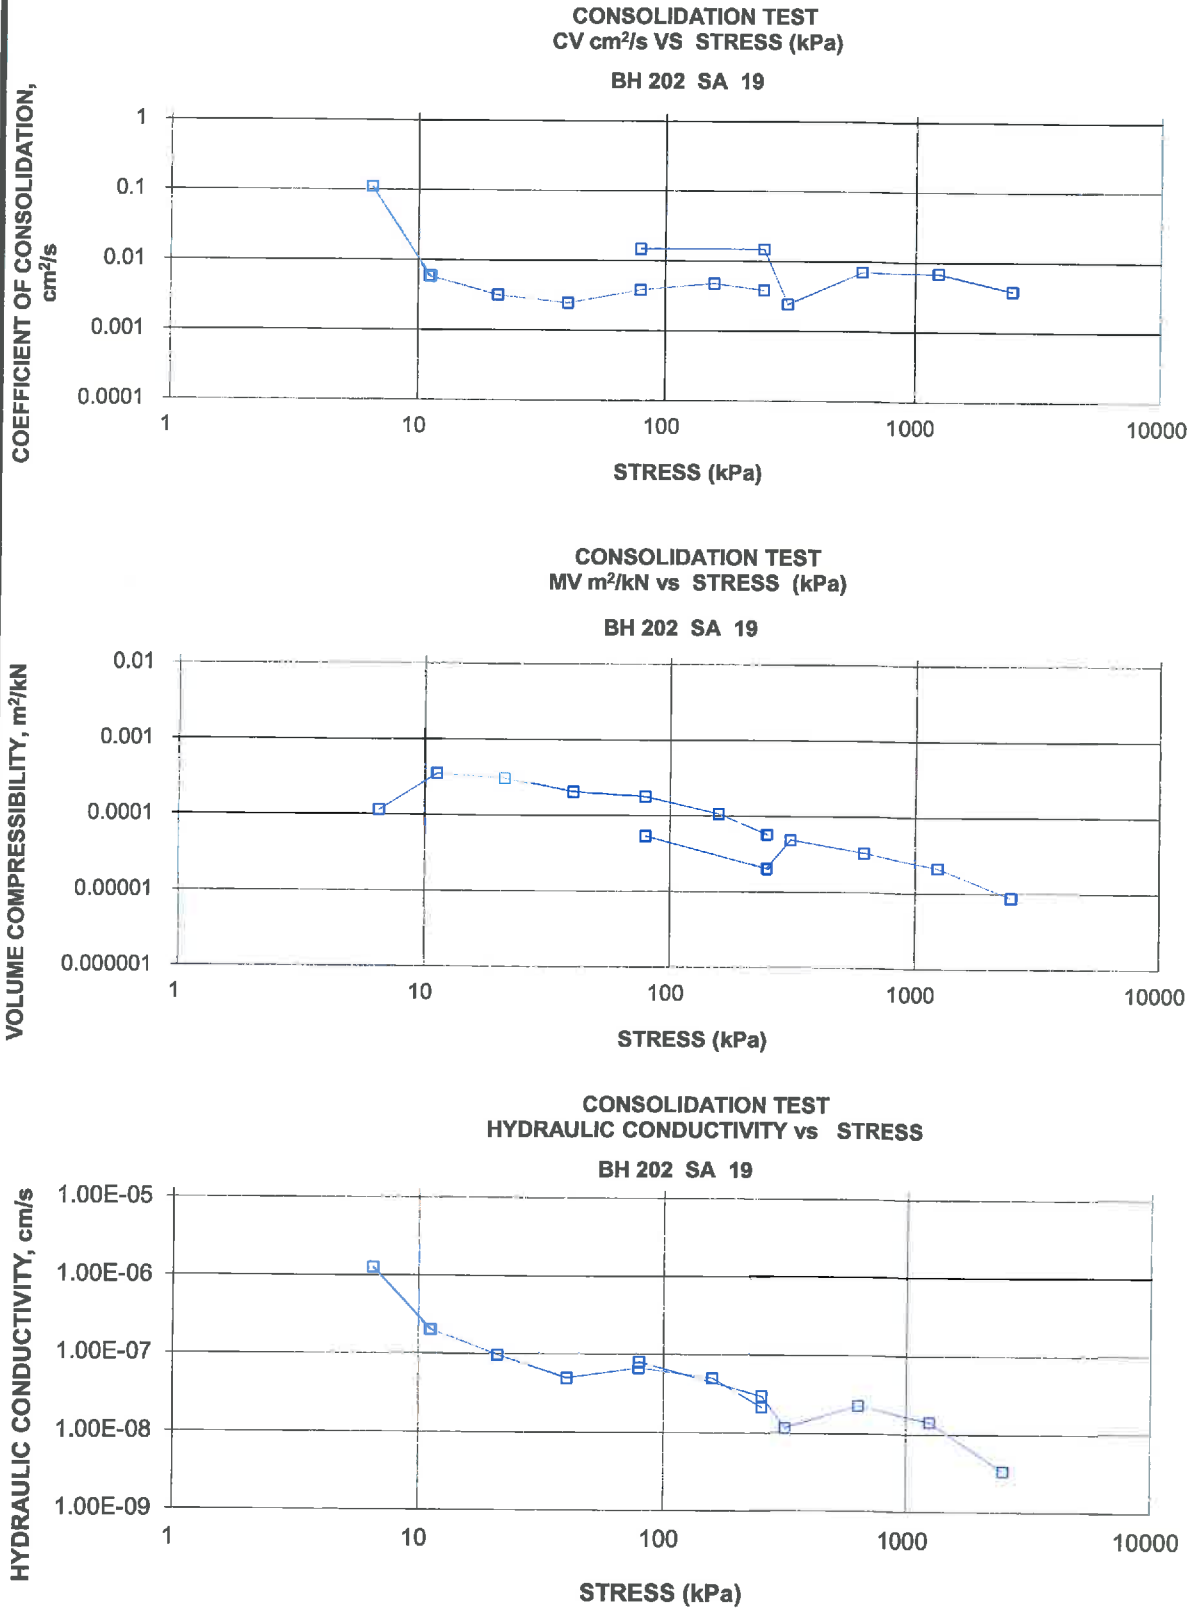 CONSOLIDATION TEST
CV cm²/s VS STRESS (kPa)
BH 202 SA 19
COEFFICIENT OF CONSOLIDATION,
cm²/s
1
0.1
0.01
0.001
0.0001
1 10 100 1000 10000
STRESS (kPa)
CONSOLIDATION TEST
MV m²/kN vs STRESS (kPa)
BH 202 SA 19
VOLUME COMPRESSIBILITY, m²/kN
0.01
0.001
0.0001
0.00001
0.000001
1 10 100 1000 10000
STRESS (kPa)
CONSOLIDATION TEST
HYDRAULIC CONDUCTIVITY vs STRESS
BH 202 SA 19
HYDRAULIC CONDUCTIVITY, cm/s
1.00E-05
1.00E-06
1.00E-07
1.00E-08
1.00E-09
1 10 100 1000 10000
STRESS (kPa)